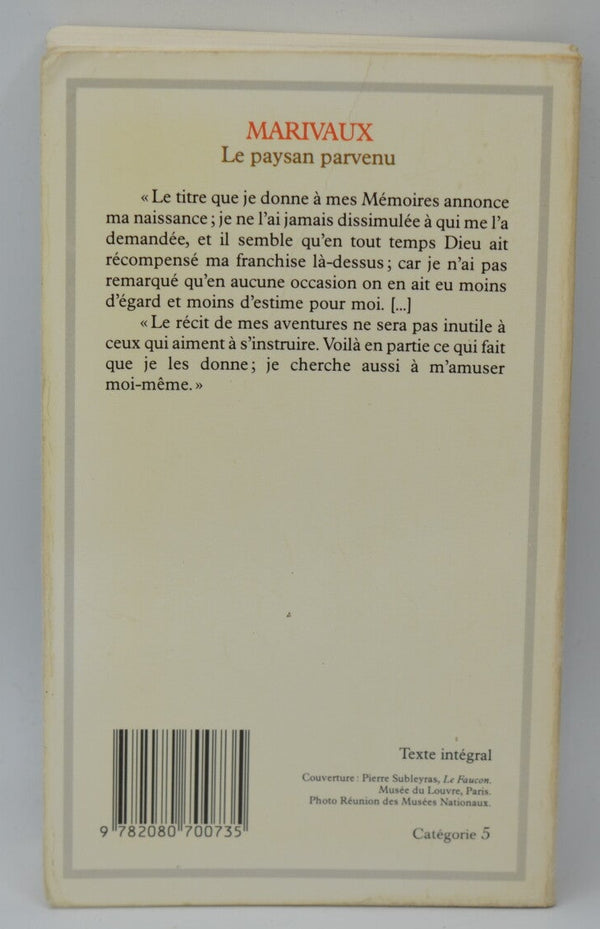 MARIVAUX
Le paysan parvenu
« Le titre que je donne à mes Mémoires annonce
ma naissance ; je ne l'ai jamais dissimulée à qui me l'a
demandée, et il semble qu'en tout temps Dieu ait
récompensé ma franchise là-dessus ; car je n'ai pas
remarqué qu'en aucune occasion on en ait eu moins
d'égard et moins d'estime pour moi. [...]
« Le récit de mes aventures ne sera pas inutile à
ceux qui aiment à s'instruire. Voilà en partie ce qui fait
que je les donne ; je cherche aussi à m'amuser
moi-même. »
Texte intégral
Couverture : Pierre Subleyras, Le Faucon.
Musée du Louvre, Paris.
Photo Réunion des Musées Nationaux.
9 782080 700735
Catégorie 5